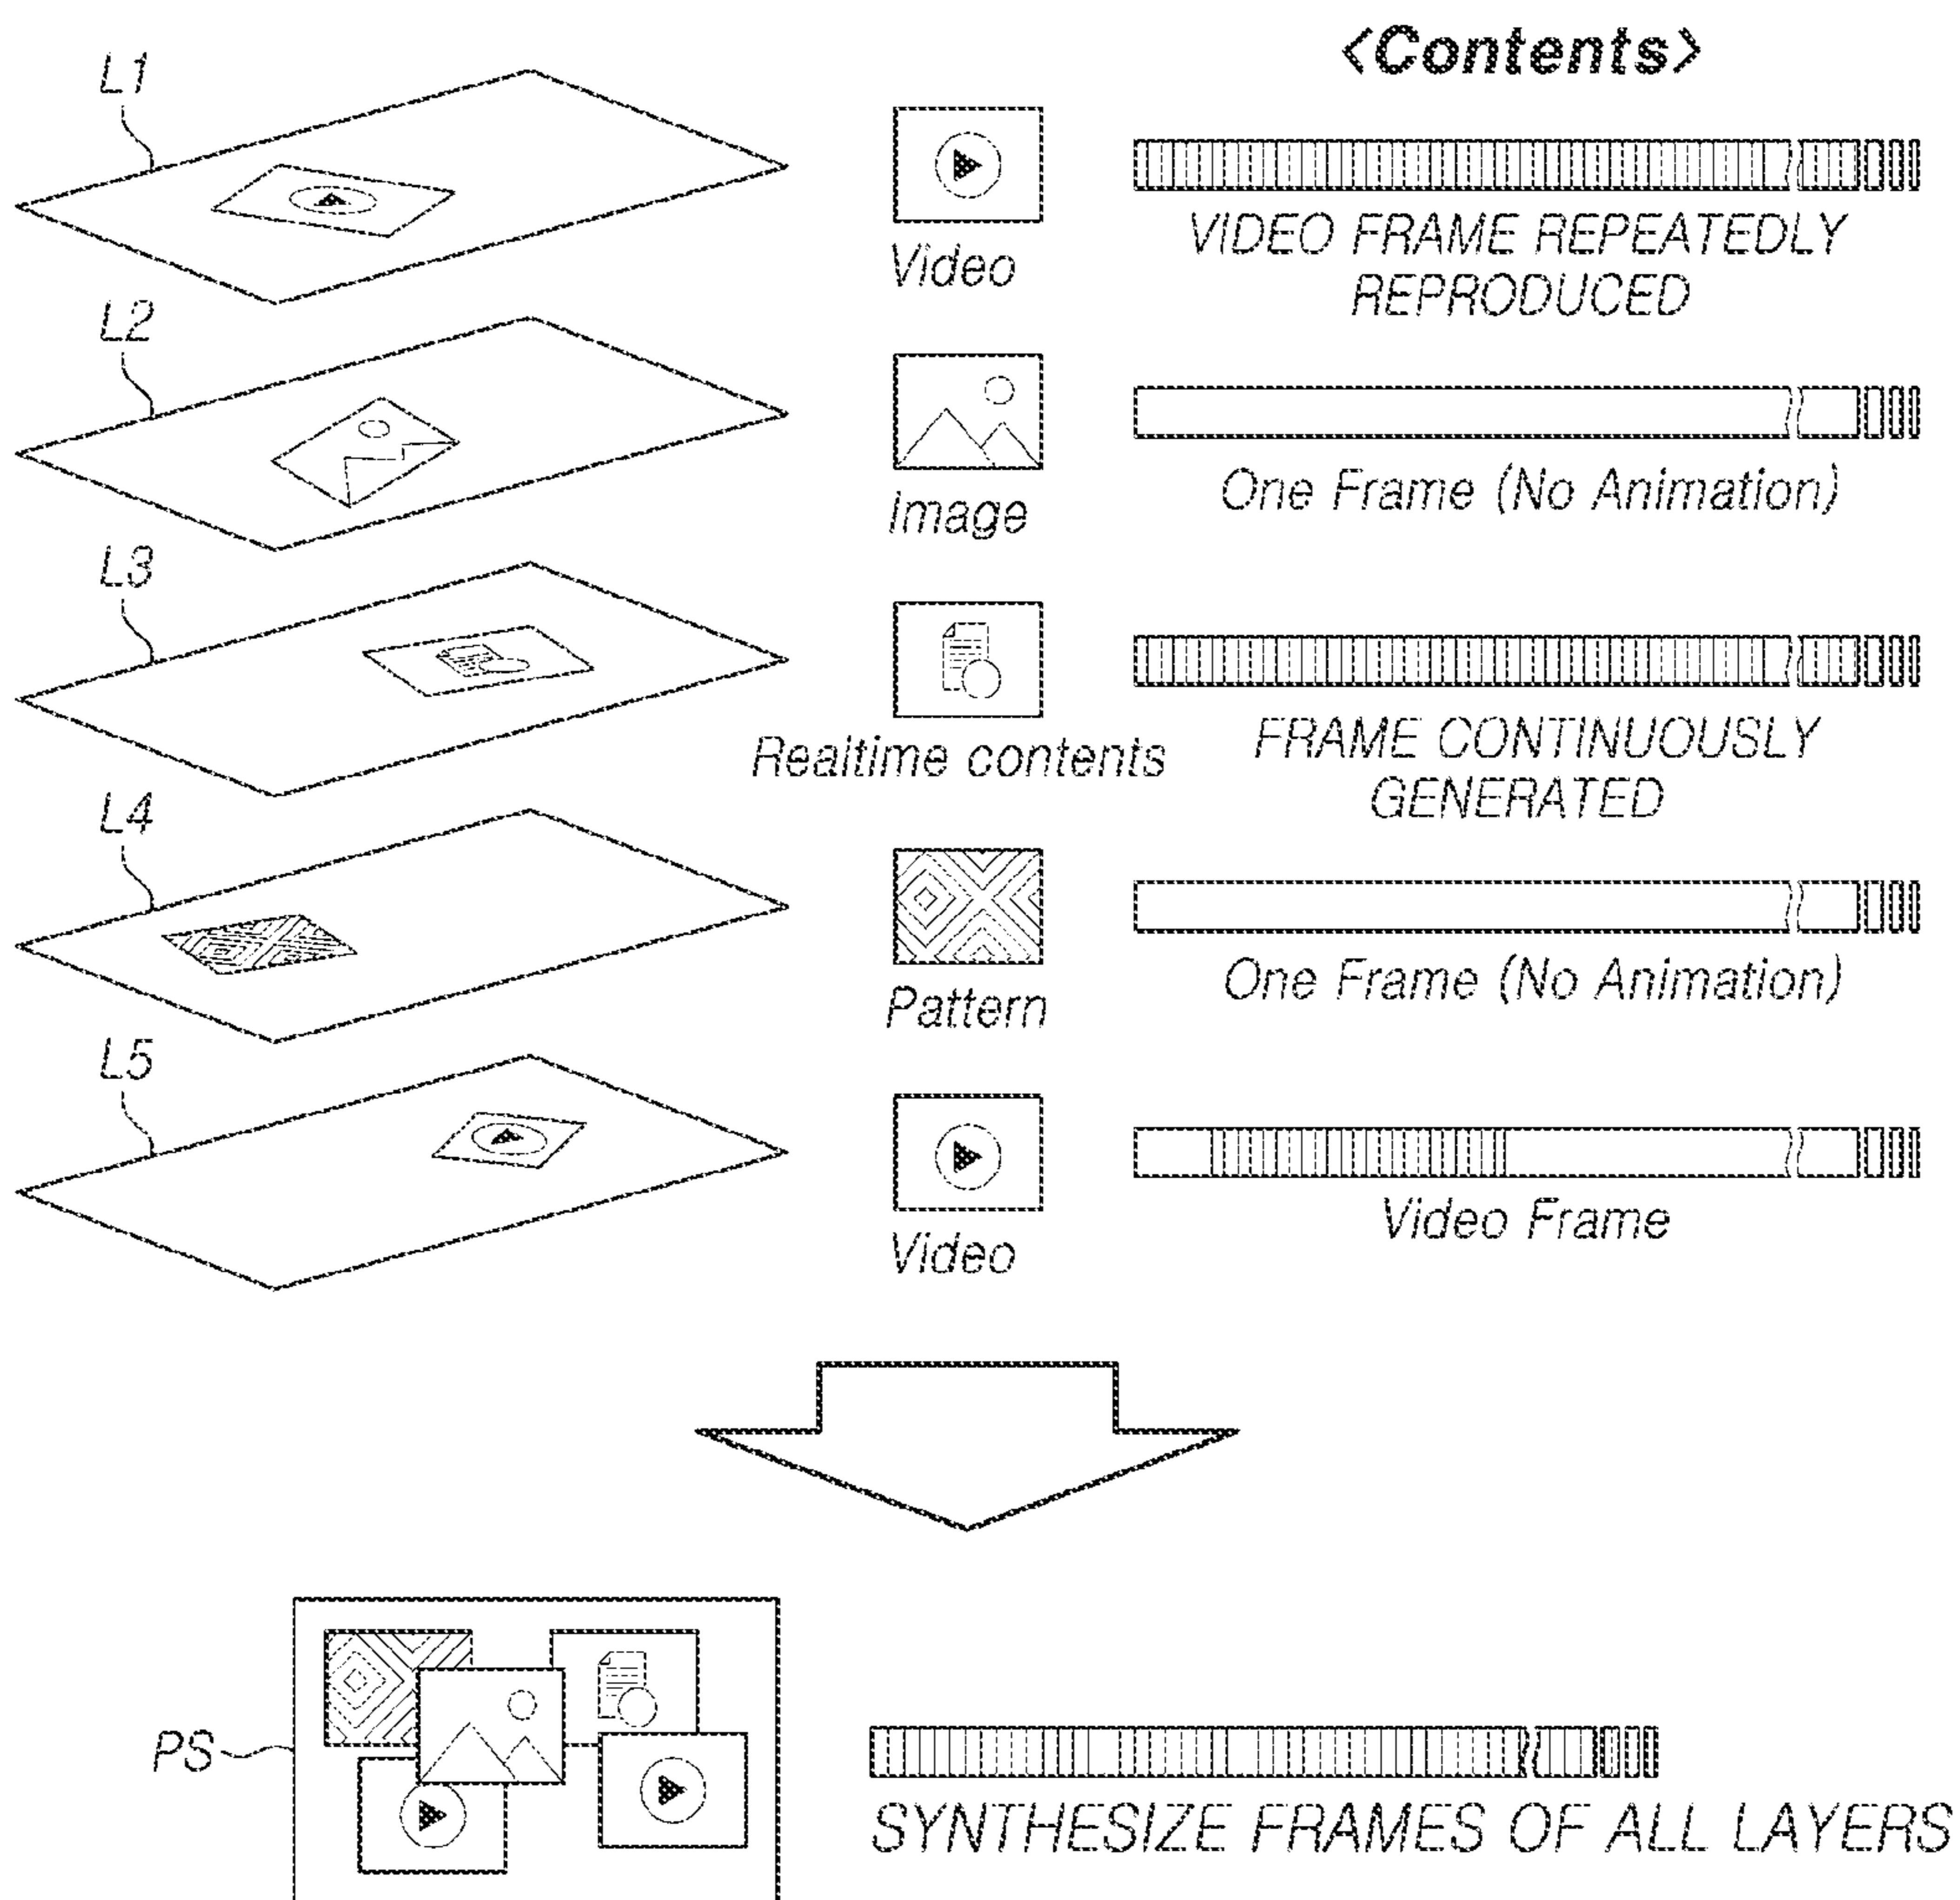 <Contents>
L1
Video
VIDEO FRAME REPEATEDLY
REPRODUCED
L2
Image
One Frame (No Animation)
L3
Realtime contents
FRAME CONTINUOUSLY
GENERATED
L4
Pattern
One Frame (No Animation)
L5
Video
Video Frame
PS
SYNTHESIZE FRAMES OF ALL LAYERS